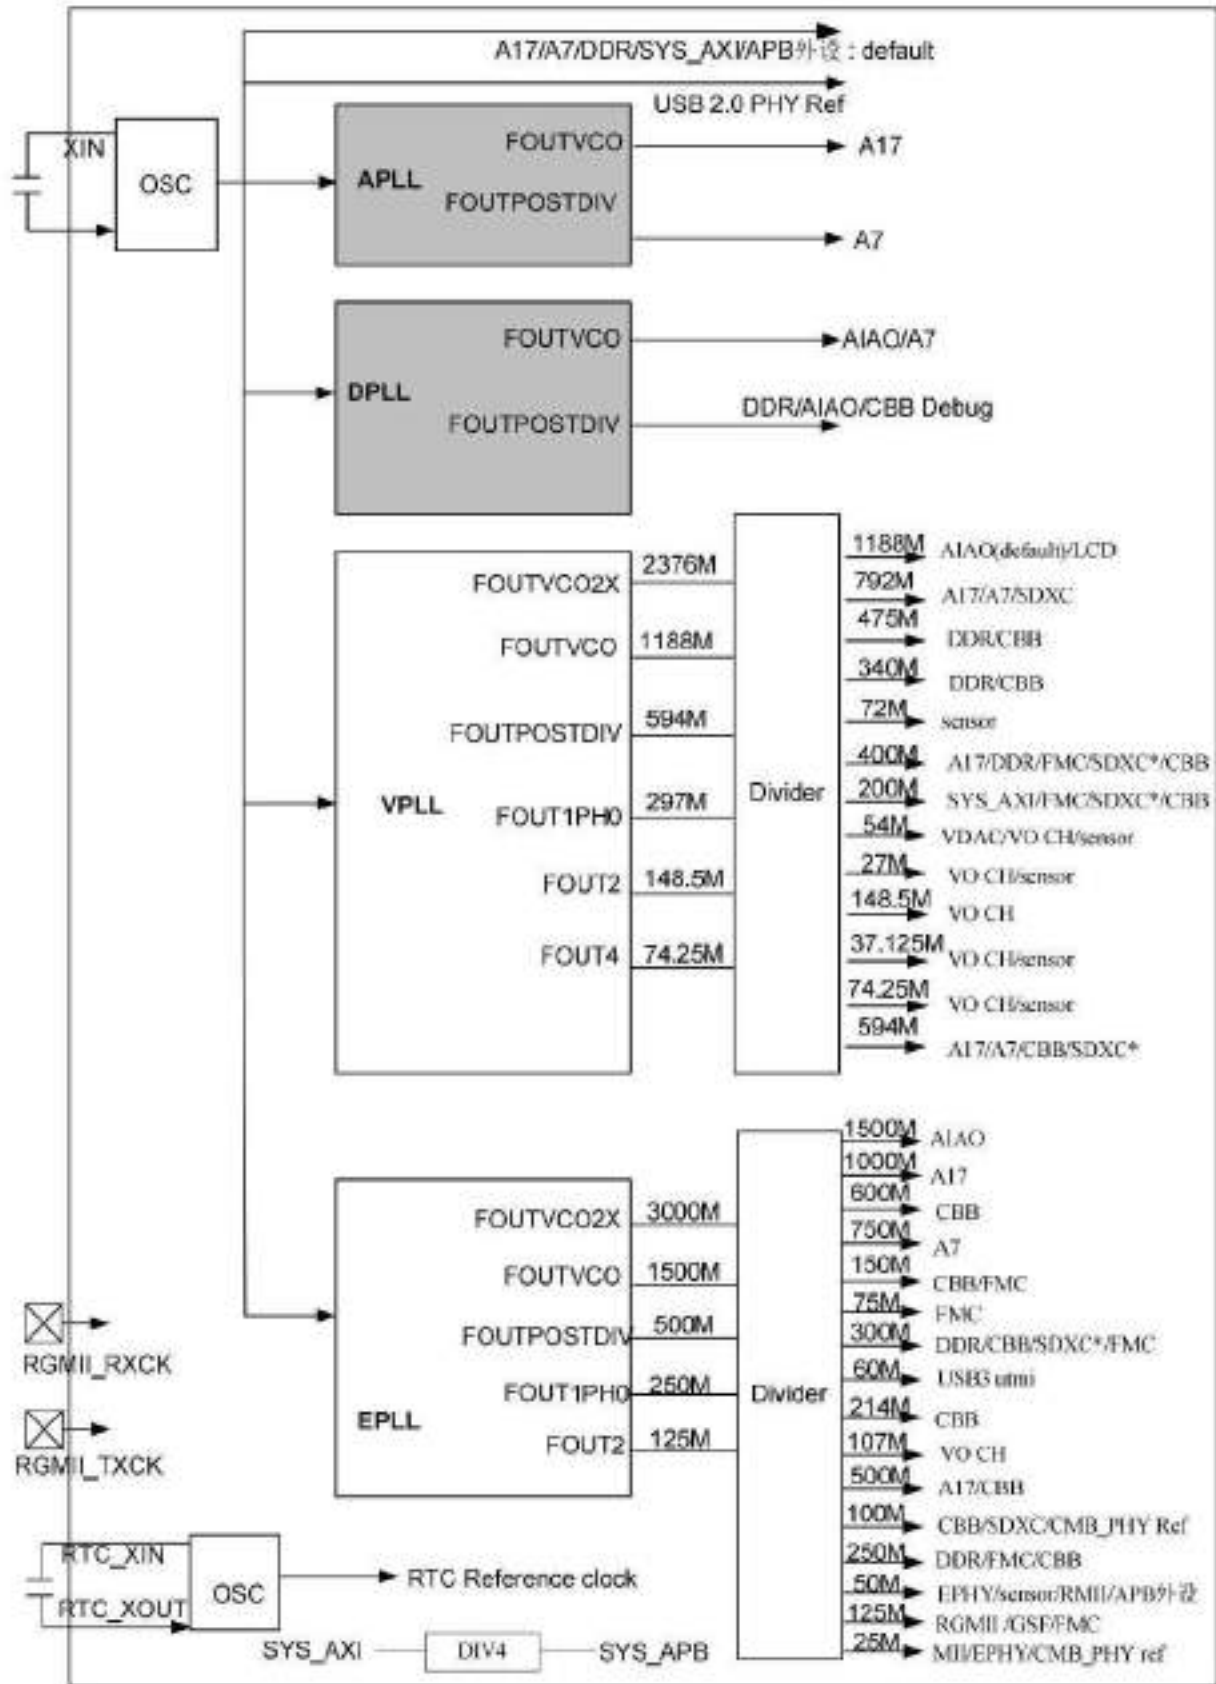 A17/A7/DDR/SYS_AXI/APB外设 : default
USB 2.0 PHY Ref
XIN
OSC
APLL
FOUTVCO
A17
FOUTPOSTDIV
A7
DPLL
FOUTVCO
AIAO/A7
FOUTPOSTDIV
DDR/AIAO/CBB Debug
VPLL
FOUTVCO2X
2376M
FOUTVCO
1188M
FOUTPOSTDIV
594M
FOUT1PH0
297M
FOUT2
148.5M
FOUT4
74.25M
Divider
1188M AIAO(default)/LCD
792M A17/A7/SDXC
475M DDR/CBB
340M DDR/CBB
72M sensor
400M A17/DDR/FMC/SDXC*/CBB
200M SYS_AXI/FMC/SDXC*/CBB
54M VDAC/VO CH/sensor
27M VO CH/sensor
148.5M VO CH
37.125M VO CH/sensor
74.25M VO CH/sensor
594M A17/A7/CBB/SDXC*
EPLL
FOUTVCO2X
3000M
FOUTVCO
1500M
FOUTPOSTDIV
500M
FOUT1PH0
250M
FOUT2
125M
Divider
1500M AIAO
1000M A17
600M CBB
750M A7
150M CBB/FMC
75M FMC
300M DDR/CBB/SDXC*/FMC
60M USB3 utmi
214M CBB
107M VO CH
500M A17/CBB
100M CBB/SDXC/CMB_PHY Ref
250M DDR/FMC/CBB
50M EPHY/sensor/RMII/APB外设
125M RGMII /GSF/FMC
25M MII/EPHY/CMB_PHY ref
RGMII_RXCK
RGMII_TXCK
RTC_XIN
RTC_XOUT
OSC
RTC Reference clock
SYS_AXI
DIV4
SYS_APB